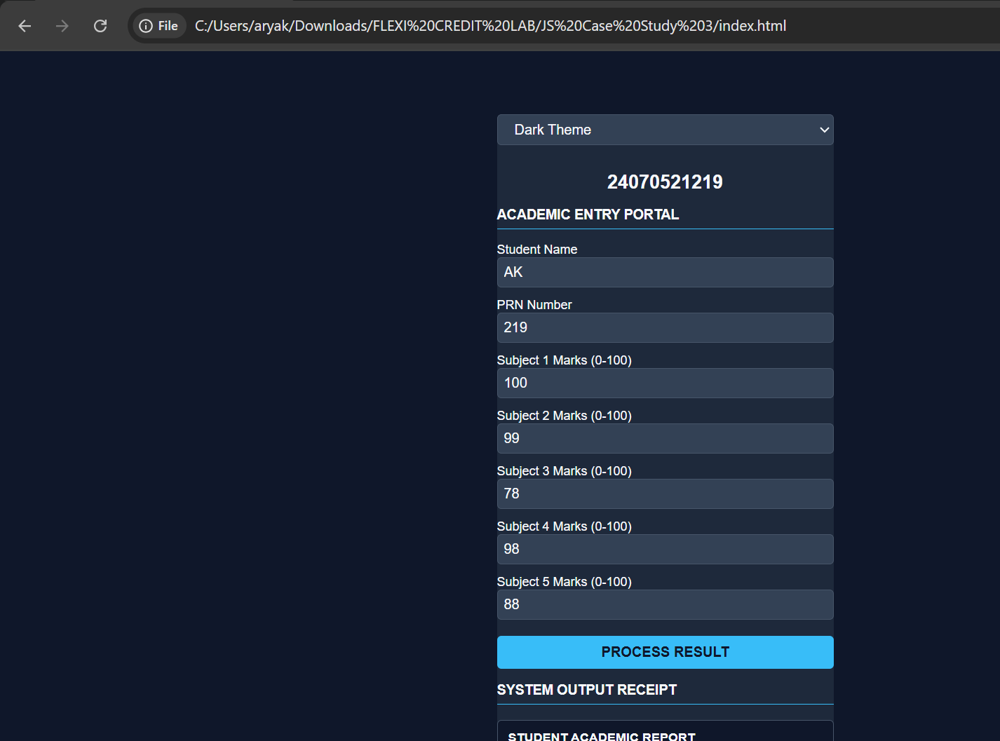 File C:/Users/aryak/Downloads/FLEXI%20CREDIT%20LAB/JS%20Case%20Study%203/index.html
Dark Theme
24070521219
ACADEMIC ENTRY PORTAL
Student Name
AK
PRN Number
219
Subject 1 Marks (0-100)
100
Subject 2 Marks (0-100)
99
Subject 3 Marks (0-100)
78
Subject 4 Marks (0-100)
98
Subject 5 Marks (0-100)
88
PROCESS RESULT
SYSTEM OUTPUT RECEIPT
STUDENT ACADEMIC REPORT